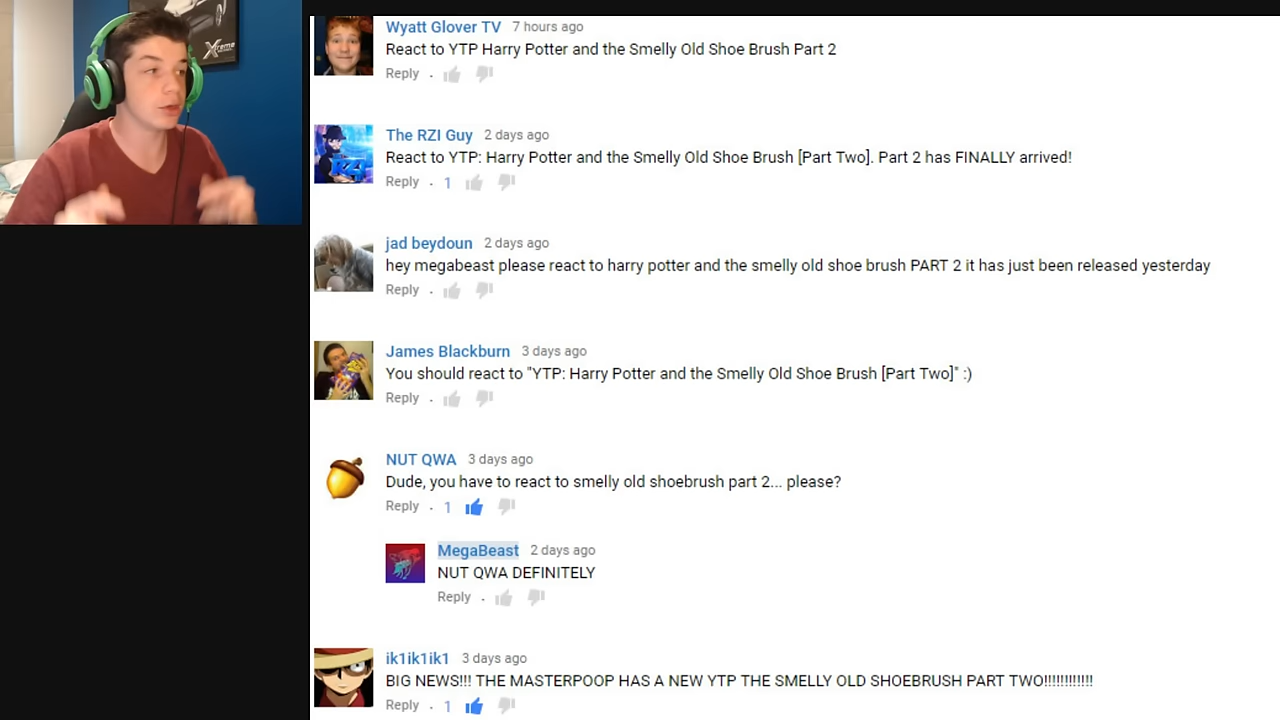 Xtreme
Wyatt Glover TV 7 hours ago
React to YTP Harry Potter and the Smelly Old Shoe Brush Part 2
Reply .
The RZI Guy 2 days ago
React to YTP: Harry Potter and the Smelly Old Shoe Brush [Part Two]. Part 2 has FINALLY arrived!
Reply . 1
jad beydoun 2 days ago
hey megabeast please react to harry potter and the smelly old shoe brush PART 2 it has just been released yesterday
Reply .
James Blackburn 3 days ago
You should react to "YTP: Harry Potter and the Smelly Old Shoe Brush [Part Two]" :)
Reply .
NUT QWA 3 days ago
Dude, you have to react to smelly old shoebrush part 2... please?
Reply . 1
MegaBeast 2 days ago
NUT QWA DEFINITELY
Reply .
ik1ik1ik1 3 days ago
BIG NEWS!!! THE MASTERPOOP HAS A NEW YTP THE SMELLY OLD SHOEBRUSH PART TWO!!!!!!!!!!!!
Reply . 1